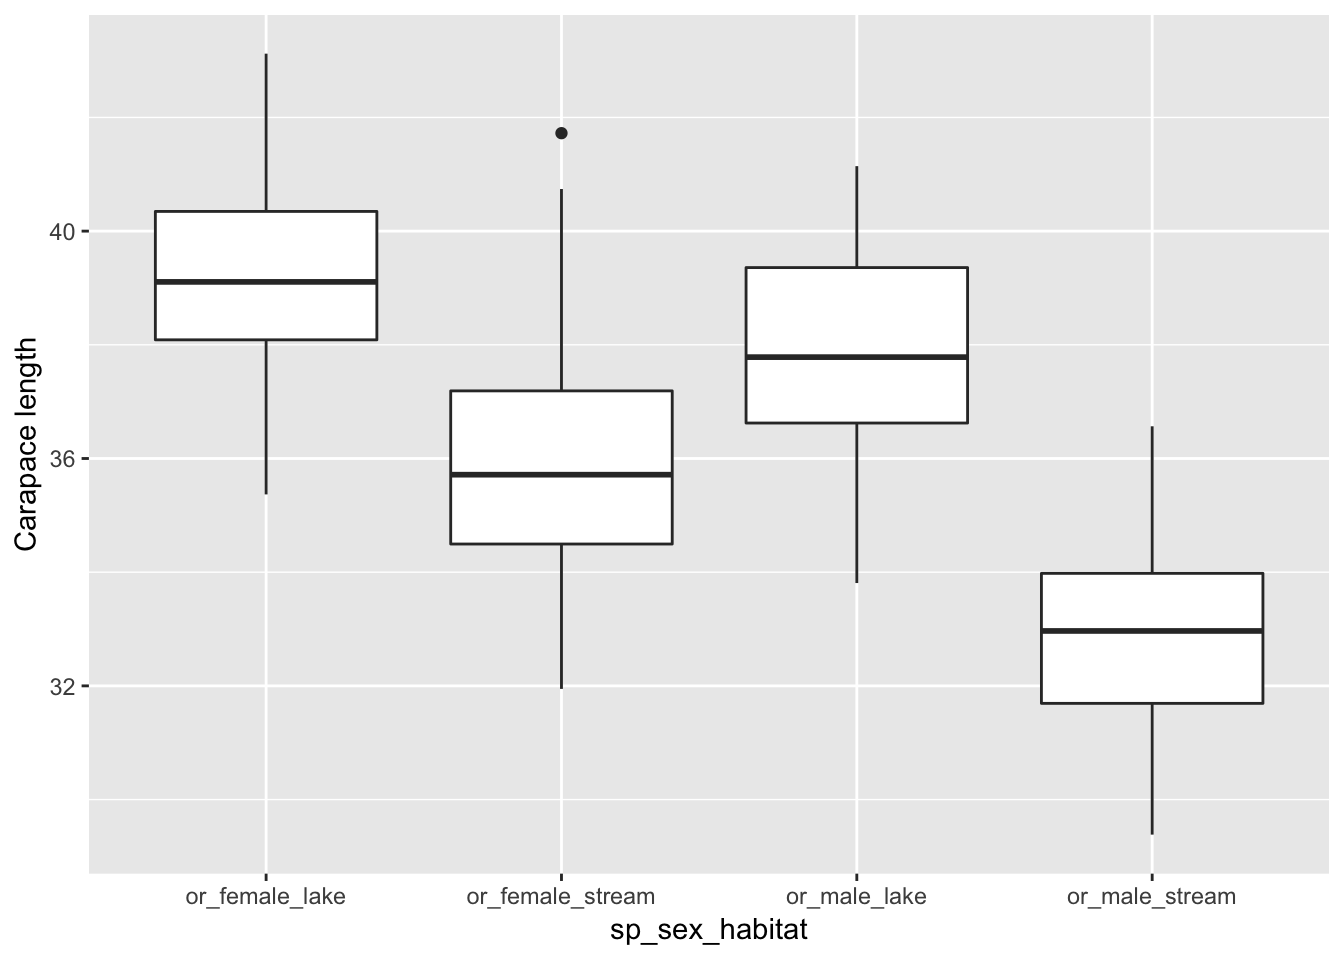 Carapace length
40
36
32
or_female_lake or_female_stream or_male_lake or_male_stream
sp_sex_habitat